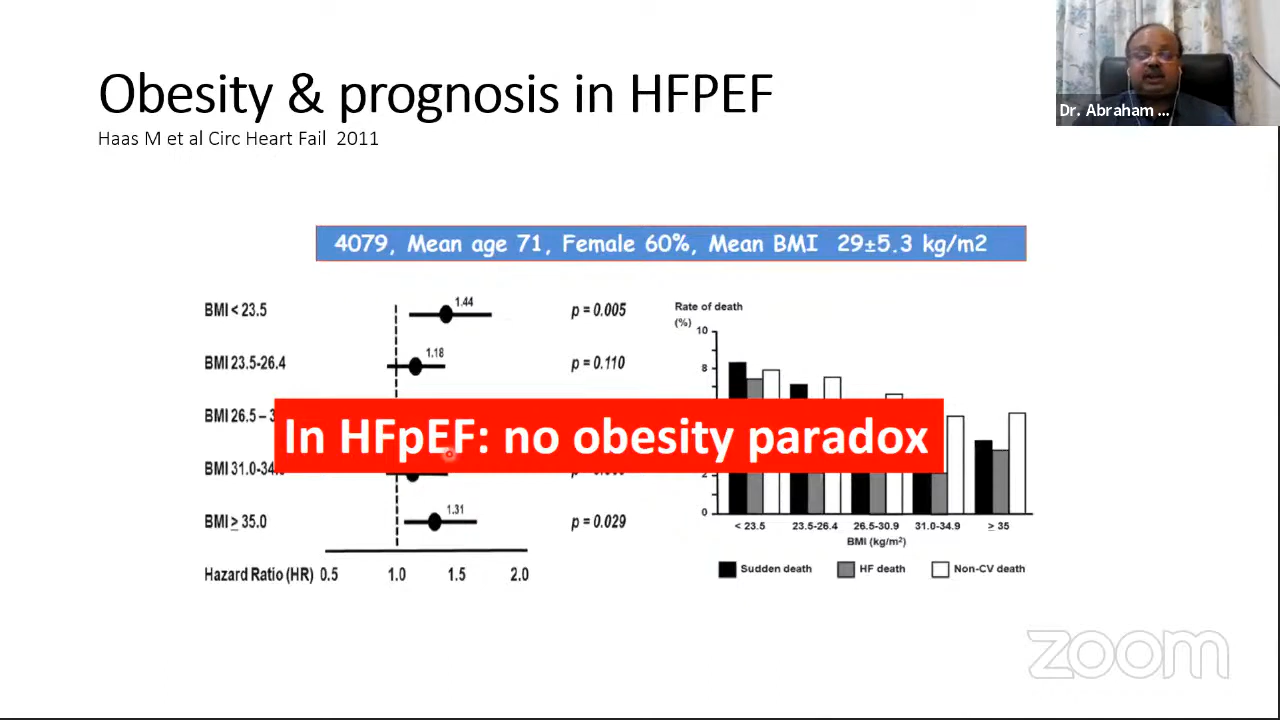 Dr. Abraham ...
Obesity & prognosis in HFPEF
Haas M et al Circ Heart Fail 2011
4079, Mean age 71, Female 60%, Mean BMI 29±5.3 kg/m2
BMI < 23.5
1.44
p = 0.005
BMI 23.5-26.4
1.18
p = 0.110
BMI 26.5 –
In HFpEF: no obesity paradox
BMI 31.0-34.
BMI ≥ 35.0
1.31
p = 0.029
Hazard Ratio (HR) 0.5 1.0 1.5 2.0
Rate of death
(%)
10
8
2
0
< 23.5 23.5-26.4 26.5-30.9 31.0-34.9 ≥ 35
BMI (kg/m²)
Sudden death HF death Non-CV death
zoom